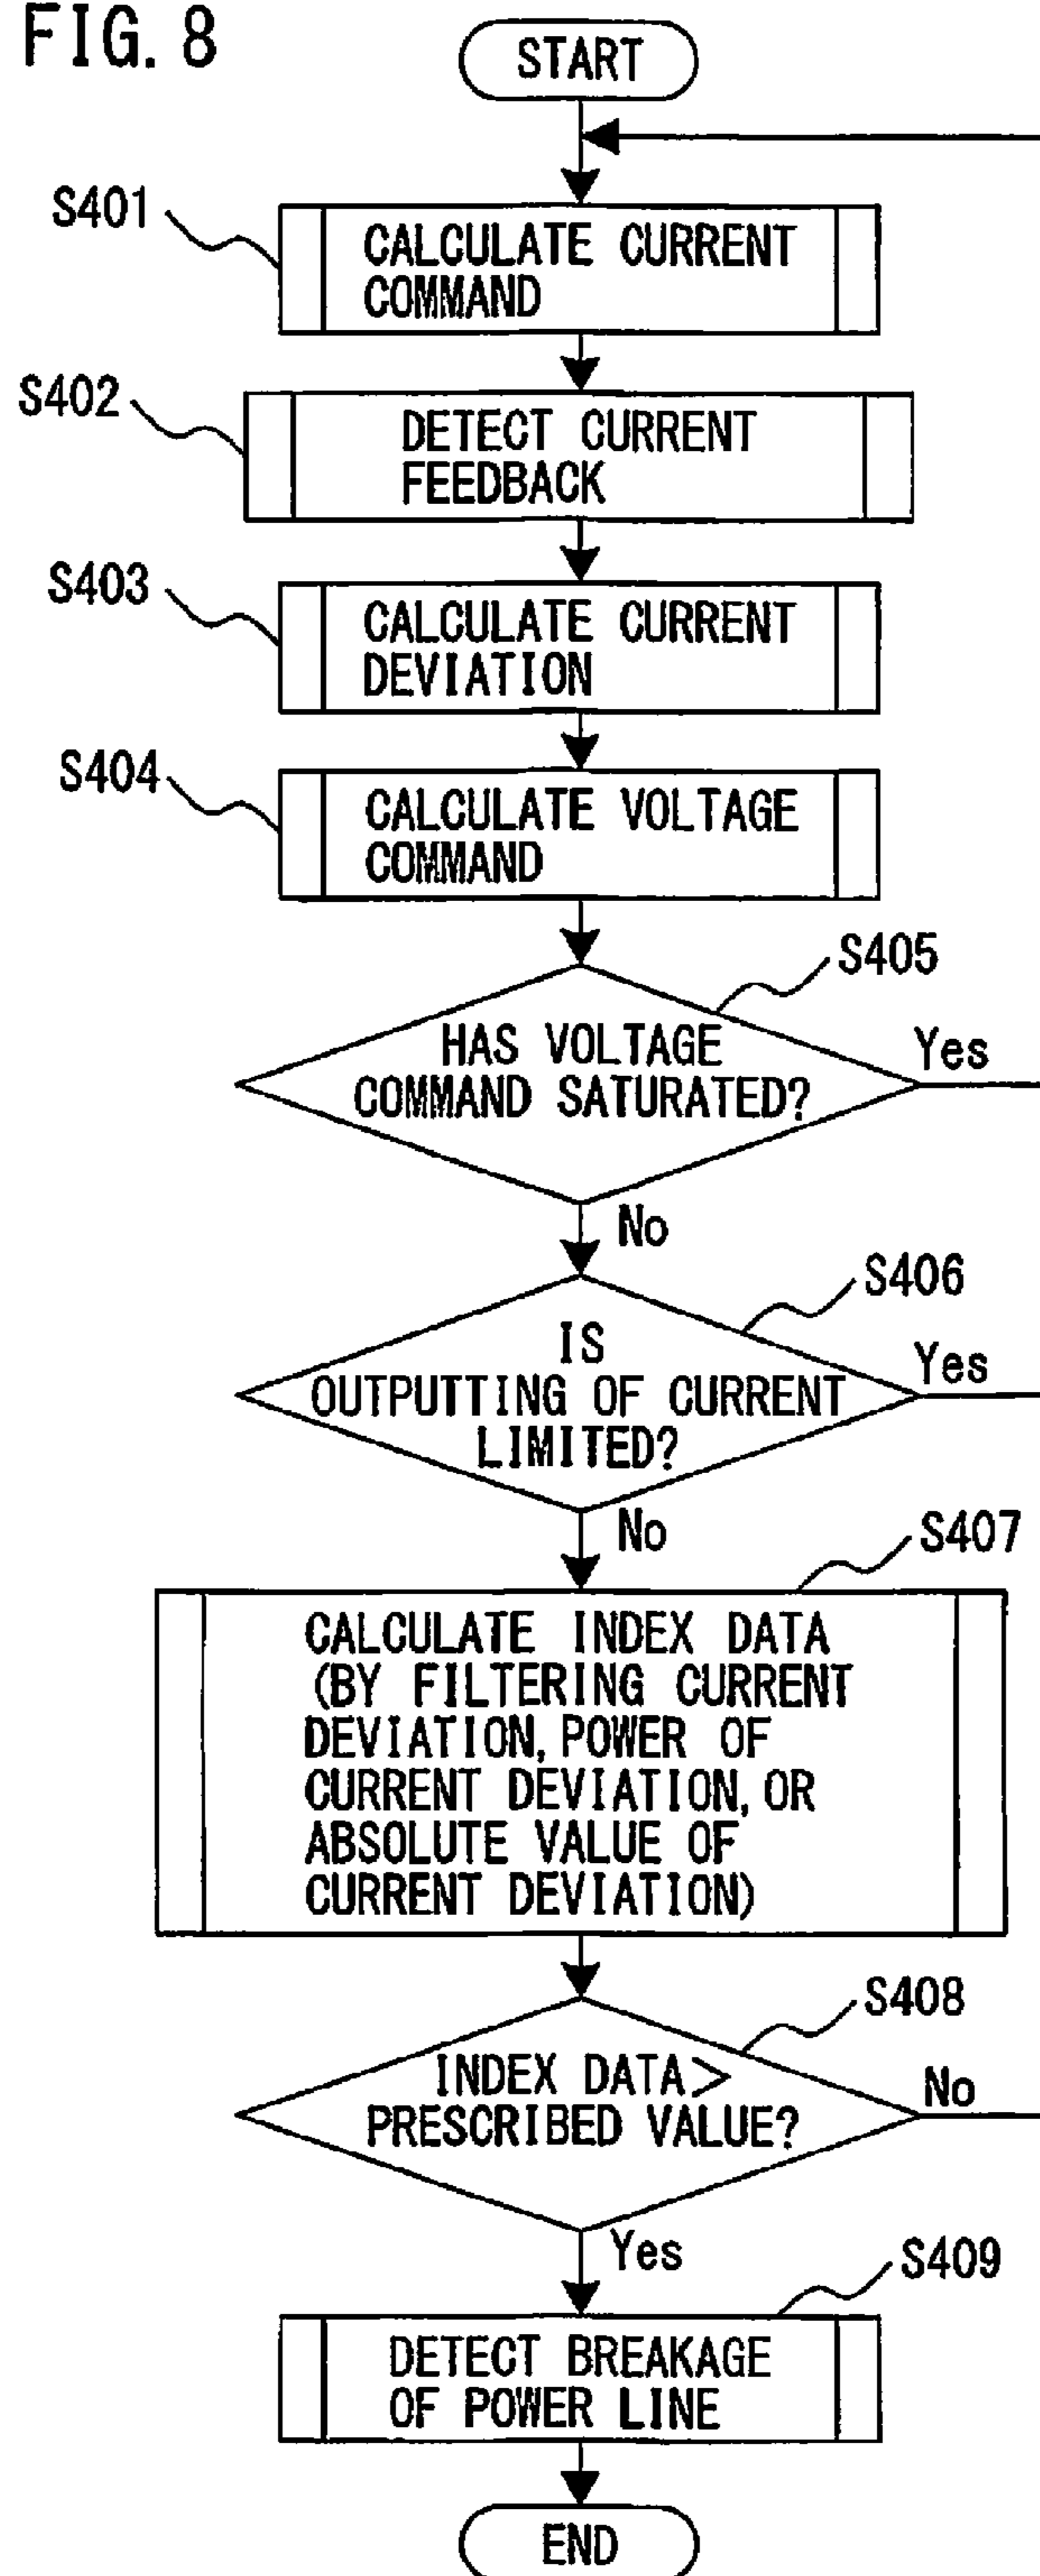 FIG. 8
START
S401
CALCULATE CURRENT
COMMAND
S402
DETECT CURRENT
FEEDBACK
S403
CALCULATE CURRENT
DEVIATION
S404
CALCULATE VOLTAGE
COMMAND
S405
HAS VOLTAGE
COMMAND SATURATED?
Yes
No
S406
IS
OUTPUTTING OF CURRENT
LIMITED?
Yes
No
S407
CALCULATE INDEX DATA
(BY FILTERING CURRENT
DEVIATION, POWER OF
CURRENT DEVIATION, OR
ABSOLUTE VALUE OF
CURRENT DEVIATION)
S408
INDEX DATA>
PRESCRIBED VALUE?
No
Yes
S409
DETECT BREAKAGE
OF POWER LINE
END